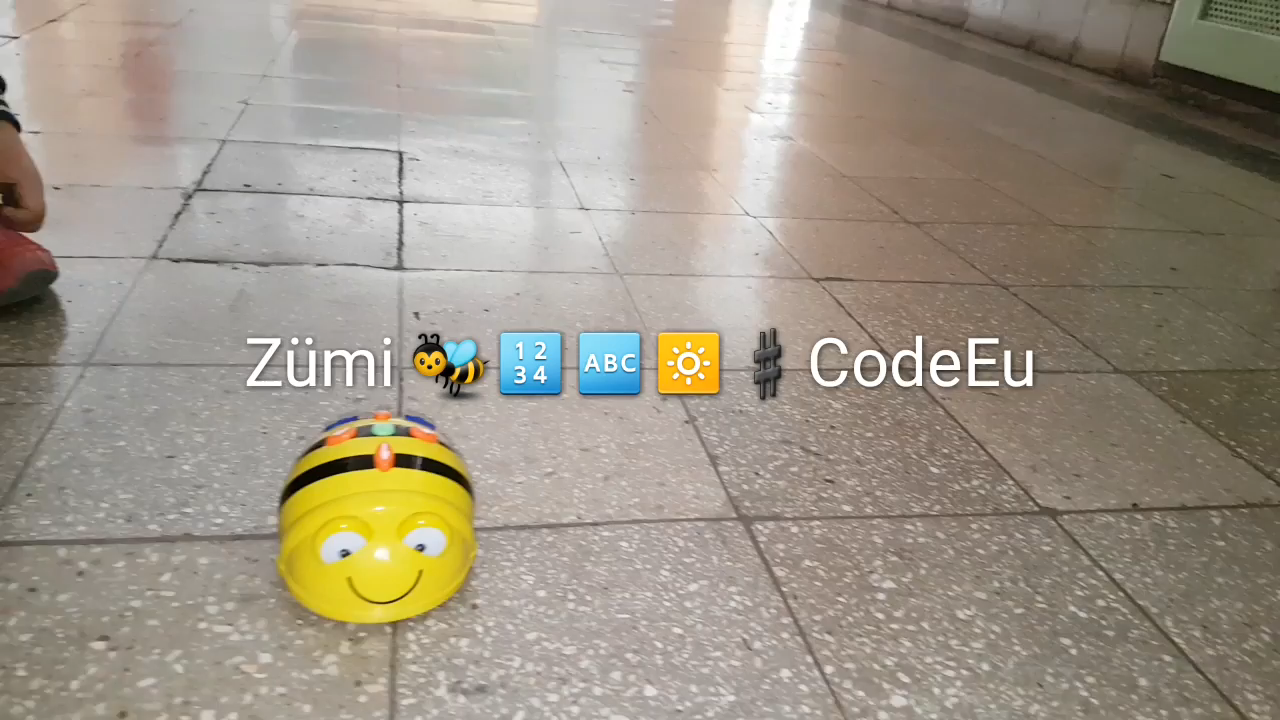 Zümi 🐝 🔢 🔤 🔆 #️ CodeEu